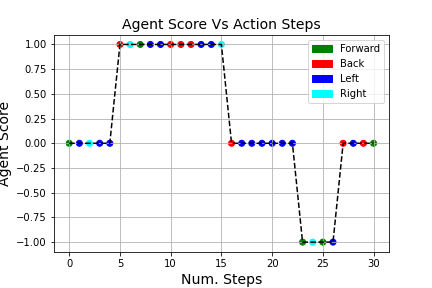 Agent Score Vs Action Steps
1.00
0.75
0.50
0.25
0.00
−0.25
−0.50
−0.75
−1.00
Agent Score
Forward
Back
Left
Right
0 5 10 15 20 25 30
Num. Steps